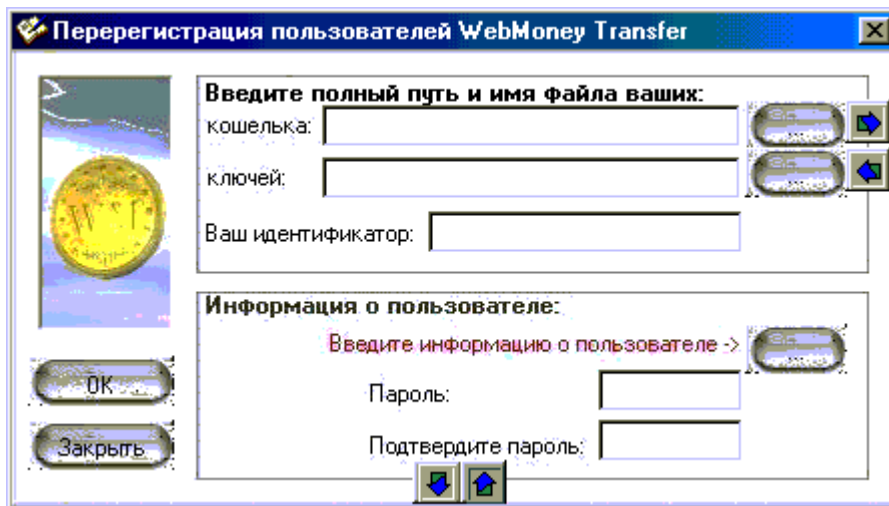 Перерегистрация пользователей WebMoney Transfer
Введите полный путь и имя файла ваших:
кошелька:
...
ключей:
...
Ваш идентификатор:
Информация о пользователе:
Введите информацию о пользователе ->
...
Пароль:
Подтвердите пароль:
OK
Закрыть